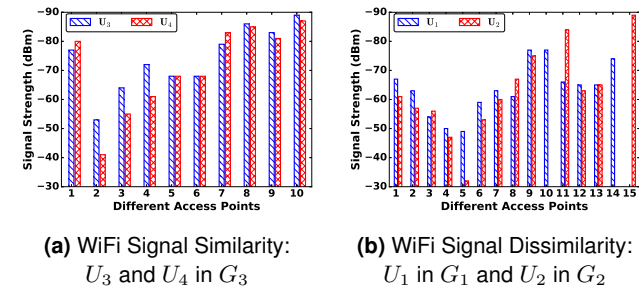 −90
−80
−70
−60
−50
−40
−30
Signal Strength (dBm)
U3 U4
1 2 3 4 5 6 7 8 9 10
Different Access Points
(a) WiFi Signal Similarity:
U3 and U4 in G3
−90
−80
−70
−60
−50
−40
−30
Signal Strength (dBm)
U1 U2
1 2 3 4 5 6 7 8 9 10 11 12 13 14 15
Different Access Points
(b) WiFi Signal Dissimilarity:
U1 in G1 and U2 in G2